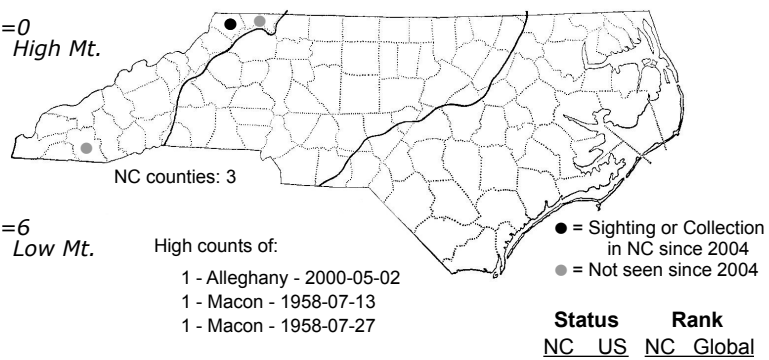 =0
High Mt.
NC counties: 3
=6
Low Mt.
High counts of:
1 - Alleghany - 2000-05-02
1 - Macon - 1958-07-13
1 - Macon - 1958-07-27
● = Sighting or Collection
in NC since 2004
● = Not seen since 2004
Status Rank
NC US NC Global